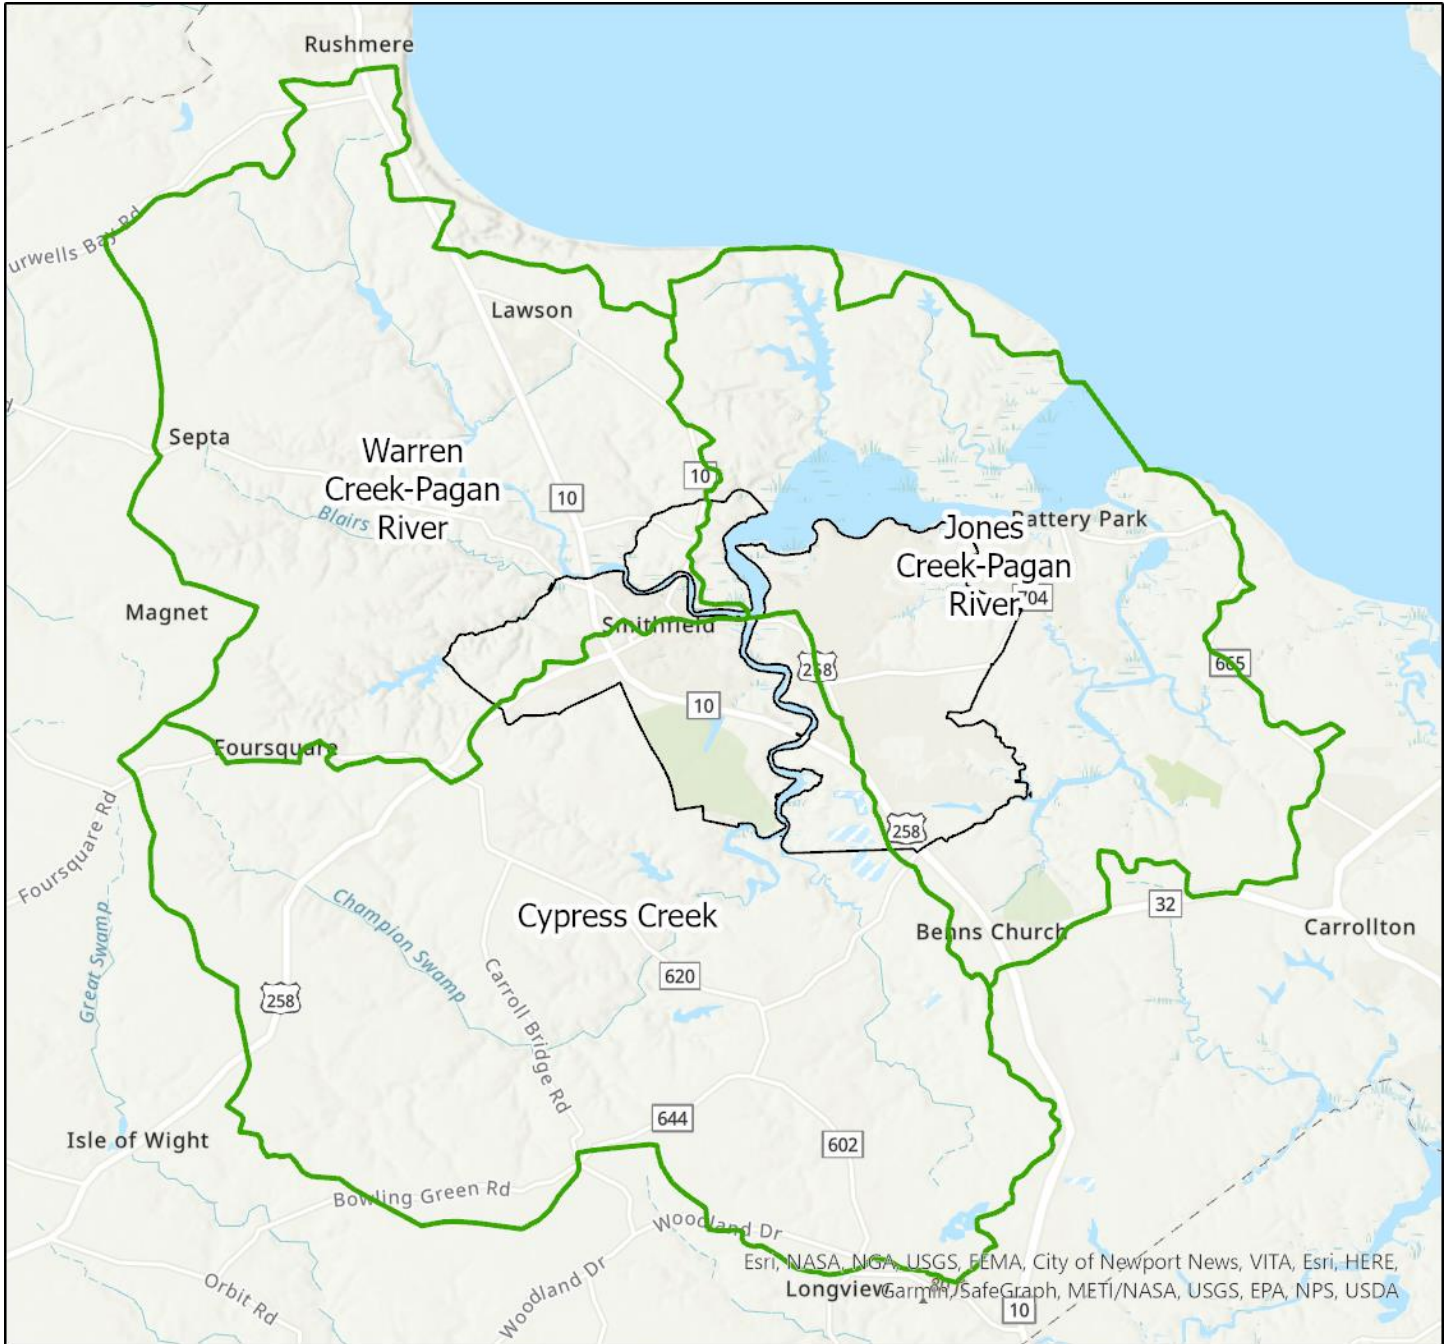 Rushmere
urwells Bay Rd
Lawson
Septa
Warren
Creek-Pagan
River
10
10
Blairs
Jones
Creek-Pagan
River
Battery Park
704
Magnet
Smithfield
258
665
10
Foursquare
Foursquare Rd
258
Champion Swamp
Cypress Creek
Benns Church
32
Carrollton
Great Swamp
258
Carroll Bridge Rd
620
644
602
Isle of Wight
Bowling Green Rd
Woodland Dr
Woodland Dr
Orbit Rd
Longview
10
Esri, NASA, NGA, USGS, FEMA, City of Newport News, VITA, Esri, HERE,
Garmin, SafeGraph, METI/NASA, USGS, EPA, NPS, USDA